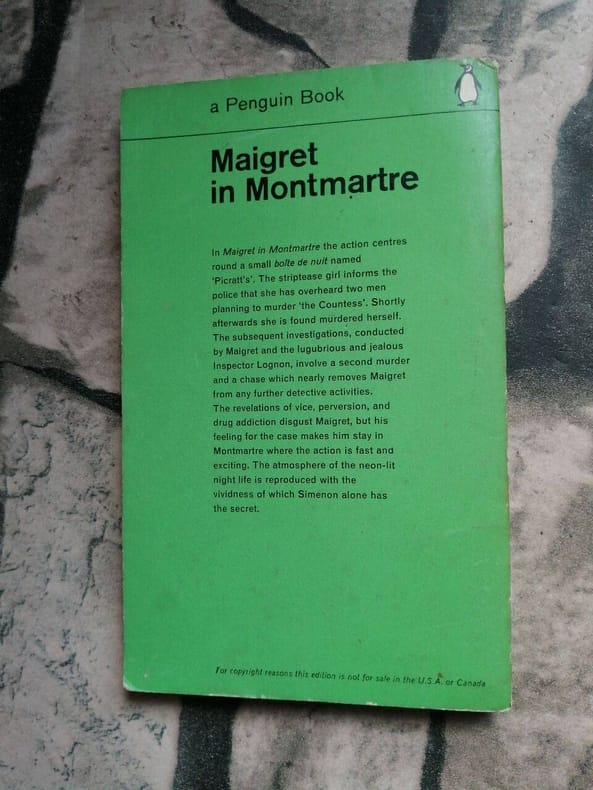 a Penguin Book
Maigret
in Montmartre
In Maigret in Montmartre the action centres
round a small boîte de nuit named
'Picratt's'. The striptease girl informs the
police that she has overheard two men
planning to murder 'the Countess'. Shortly
afterwards she is found murdered herself.
The subsequent investigations, conducted
by Maigret and the lugubrious and jealous
Inspector Lognon, involve a second murder
and a chase which nearly removes Maigret
from any further detective activities.
The revelations of vice, perversion, and
drug addiction disgust Maigret, but his
feeling for the case makes him stay in
Montmartre where the action is fast and
exciting. The atmosphere of the neon-lit
night life is reproduced with the
vividness of which Simenon alone has
the secret.
For copyright reasons this edition is not for sale in the U.S.A. or Canada